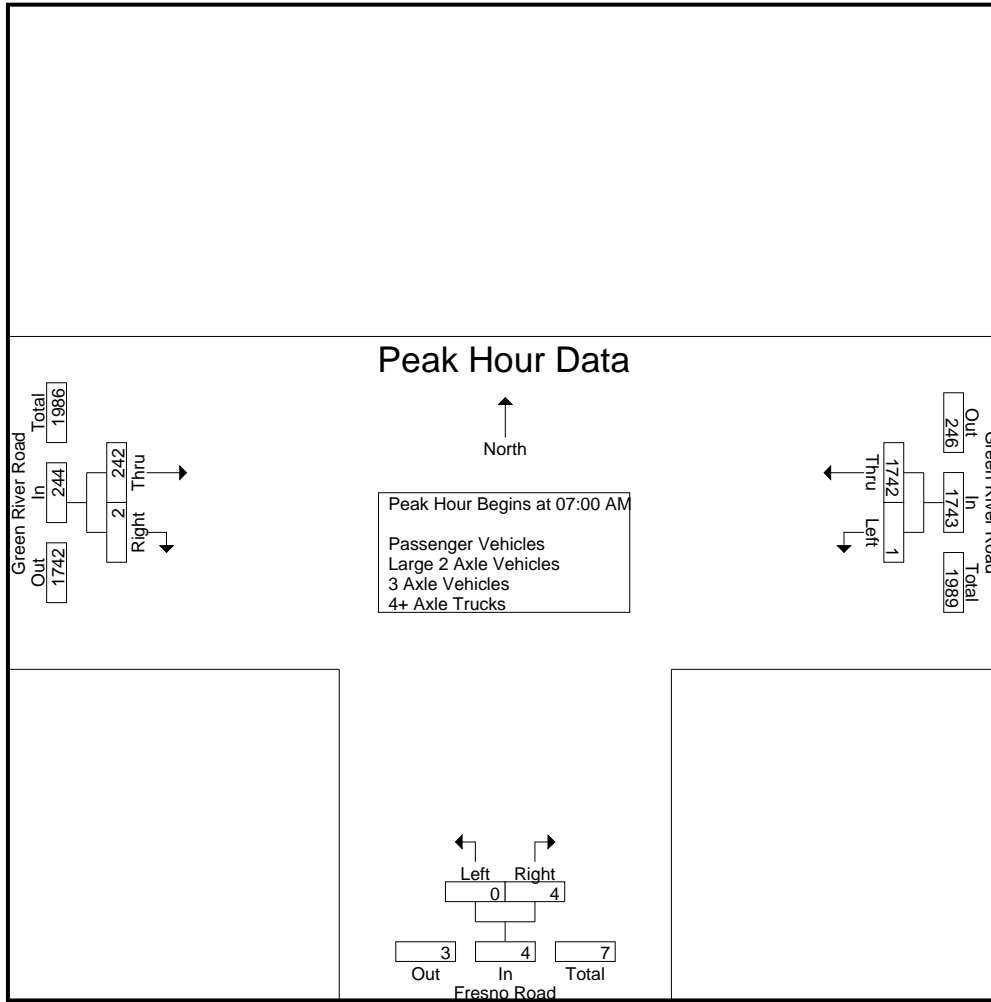 Peak Hour Data
North
Peak Hour Begins at 07:00 AM
Passenger Vehicles
Large 2 Axle Vehicles
3 Axle Vehicles
4+ Axle Trucks
Green River Road
Total
1986
In
244
Out
1742
242
Thru
2
Right
Green River Road
Out
246
In
1743
Total
1989
1742
Thru
1
Left
Left Right
0 4
3 4 7
Out In Total
Fresno Road